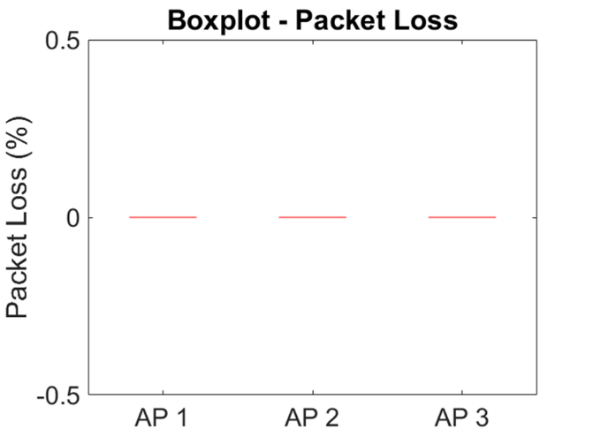 Boxplot - Packet Loss
0.5
Packet Loss (%)
0
-0.5
AP 1 AP 2 AP 3